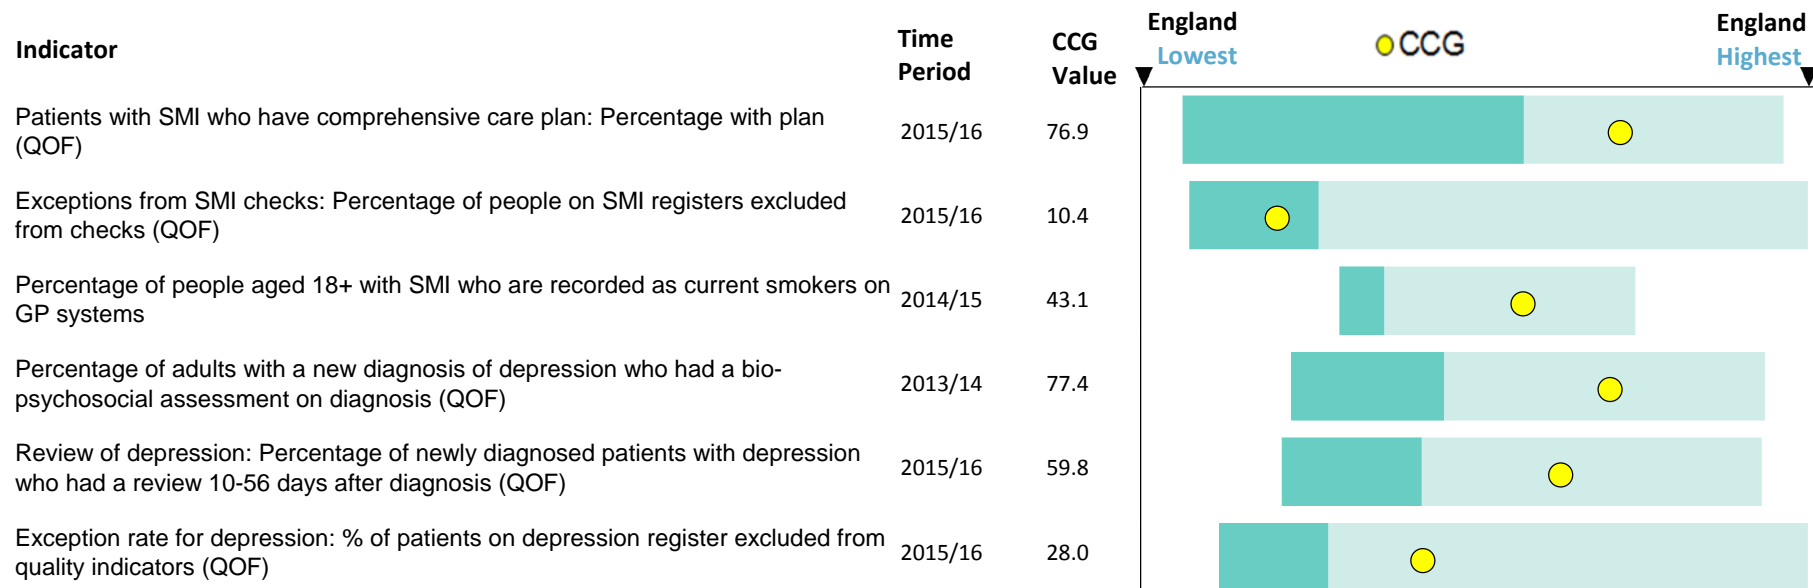 Indicator
Time
Period
CCG
Value
England
Lowest
CCG
England
Highest
Patients with SMI who have comprehensive care plan: Percentage with plan
(QOF)
2015/16
76.9
Exceptions from SMI checks: Percentage of people on SMI registers excluded
from checks (QOF)
2015/16
10.4
Percentage of people aged 18+ with SMI who are recorded as current smokers on
GP systems
2014/15
43.1
Percentage of adults with a new diagnosis of depression who had a bio-
psychosocial assessment on diagnosis (QOF)
2013/14
77.4
Review of depression: Percentage of newly diagnosed patients with depression
who had a review 10-56 days after diagnosis (QOF)
2015/16
59.8
Exception rate for depression: % of patients on depression register excluded from
quality indicators (QOF)
2015/16
28.0